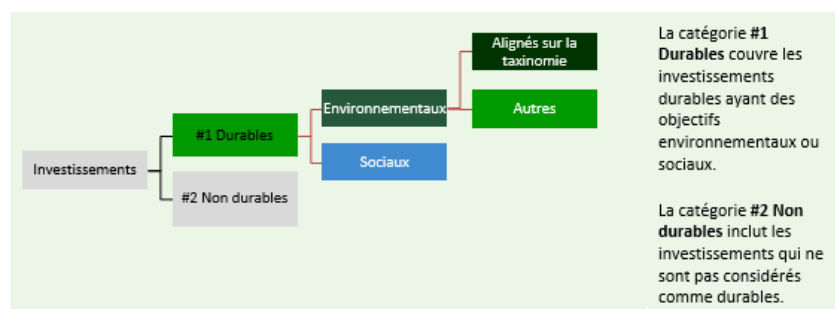 Investissements
#1 Durables
#2 Non durables
Environnementaux
Sociaux
Alignés sur la
taxinomie
Autres
La catégorie #1
Durables couvre les
investissements
durables ayant des
objectifs
environnementaux ou
sociaux.
La catégorie #2 Non
durables inclut les
investissements qui ne
sont pas considérés
comme durables.